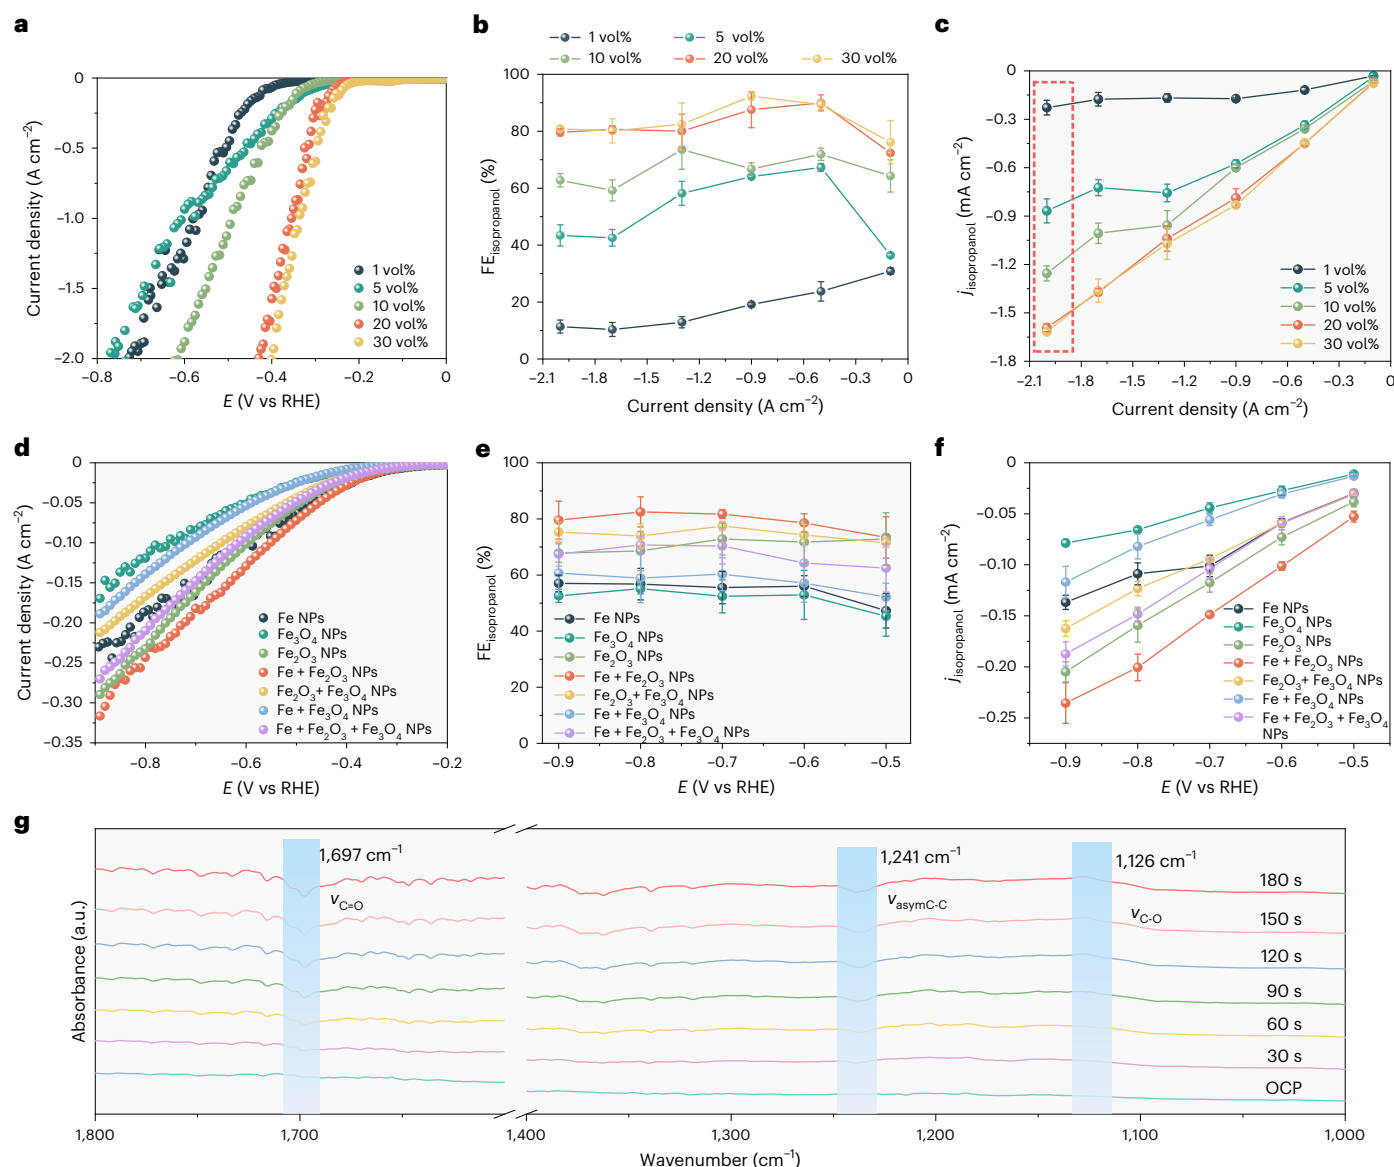 a
0
−0.5
−1.0
−1.5
−2.0
−0.8
−0.6
−0.4
−0.2
0
Current density (A cm−2)
E (V vs RHE)
1 vol%
5 vol%
10 vol%
20 vol%
30 vol%
b
1 vol%
5 vol%
10 vol%
20 vol%
30 vol%
100
80
60
40
20
0
−2.1
−1.8
−1.5
−1.2
−0.9
−0.6
−0.3
0
FEisopropanol (%)
Current density (A cm−2)
c
0
−0.3
−0.6
−0.9
−1.2
−1.5
−1.8
−2.1
−1.8
−1.5
−1.2
−0.9
−0.6
−0.3
0
jisopropanol (mA cm−2)
Current density (A cm−2)
1 vol%
5 vol%
10 vol%
20 vol%
30 vol%
d
0
−0.05
−0.10
−0.15
−0.20
−0.25
−0.30
−0.35
−0.8
−0.6
−0.4
−0.2
Current density (A cm−2)
E (V vs RHE)
Fe NPs
Fe3O4 NPs
Fe2O3 NPs
Fe + Fe2O3 NPs
Fe2O3 + Fe3O4 NPs
Fe + Fe3O4 NPs
Fe + Fe2O3 + Fe3O4 NPs
e
100
80
60
40
20
0
−0.9
−0.8
−0.7
−0.6
−0.5
FEisopropanol (%)
E (V vs RHE)
Fe NPs
Fe3O4 NPs
Fe2O3 NPs
Fe + Fe2O3 NPs
Fe2O3 + Fe3O4 NPs
Fe + Fe3O4 NPs
Fe + Fe2O3 + Fe3O4 NPs
f
0
−0.05
−0.10
−0.15
−0.20
−0.25
−0.9
−0.8
−0.7
−0.6
−0.5
jisopropanol (mA cm−2)
E (V vs RHE)
Fe NPs
Fe3O4 NPs
Fe2O3 NPs
Fe + Fe2O3 NPs
Fe2O3 + Fe3O4 NPs
Fe + Fe3O4 NPs
Fe + Fe2O3 + Fe3O4
NPs
g
1,697 cm−1
νC=O
1,241 cm−1
νasymC-C
1,126 cm−1
νC-O
180 s
150 s
120 s
90 s
60 s
30 s
OCP
Absorbance (a.u.)
1,800
1,700
1,400
1,300
1,200
1,100
1,000
Wavenumber (cm−1)